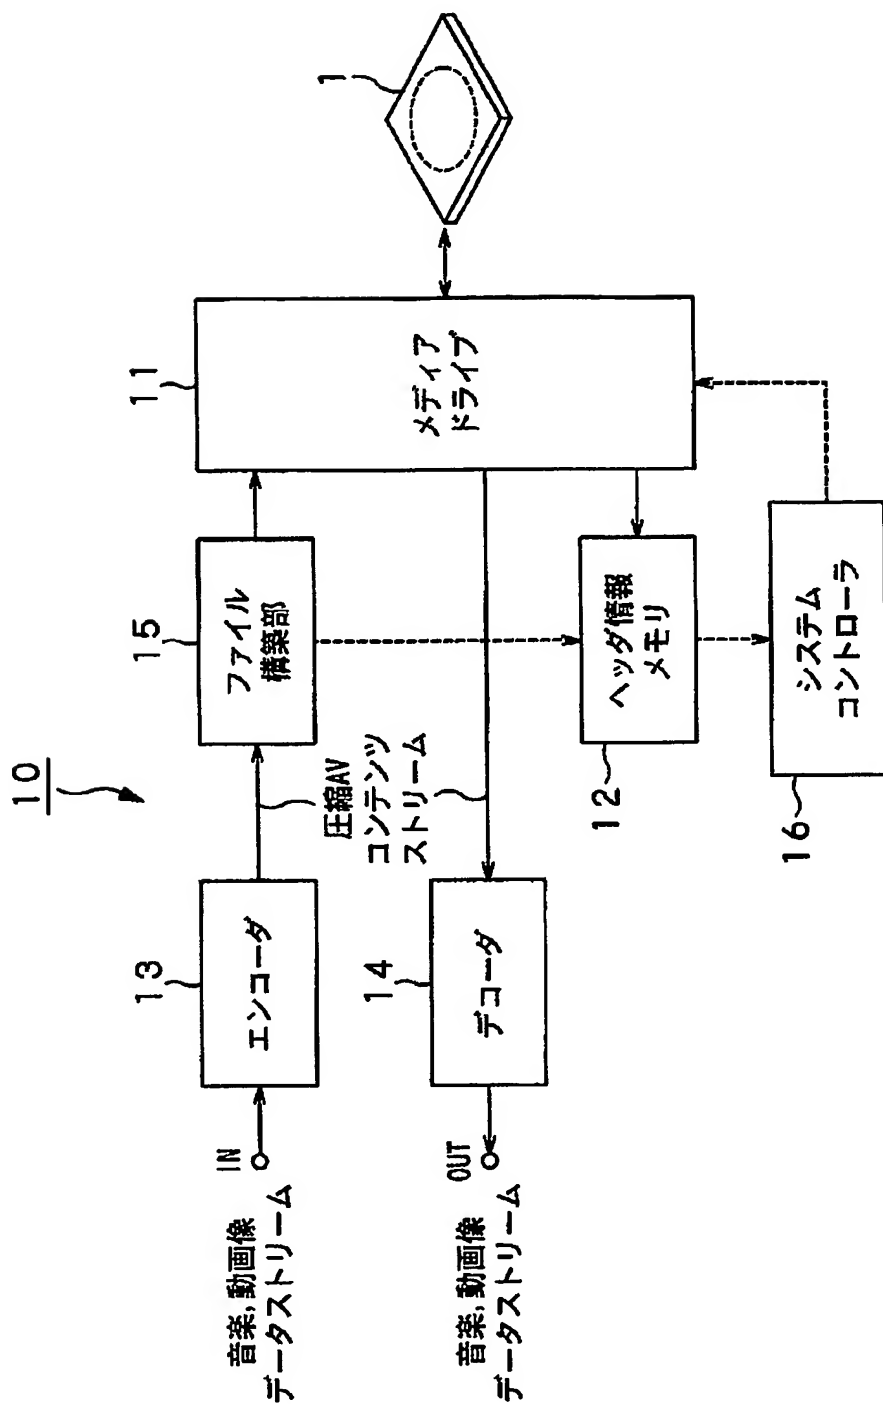 10
音楽,動画像
データストリーム
IN
13
エンコーダ
圧縮AV
コンテンツ
ストリーム
15
ファイル
構築部
11
メディア
ドライブ
1
音楽,動画像
データストリーム
OUT
14
デコーダ
12
ヘッダ情報
メモリ
16
システム
コントローラ